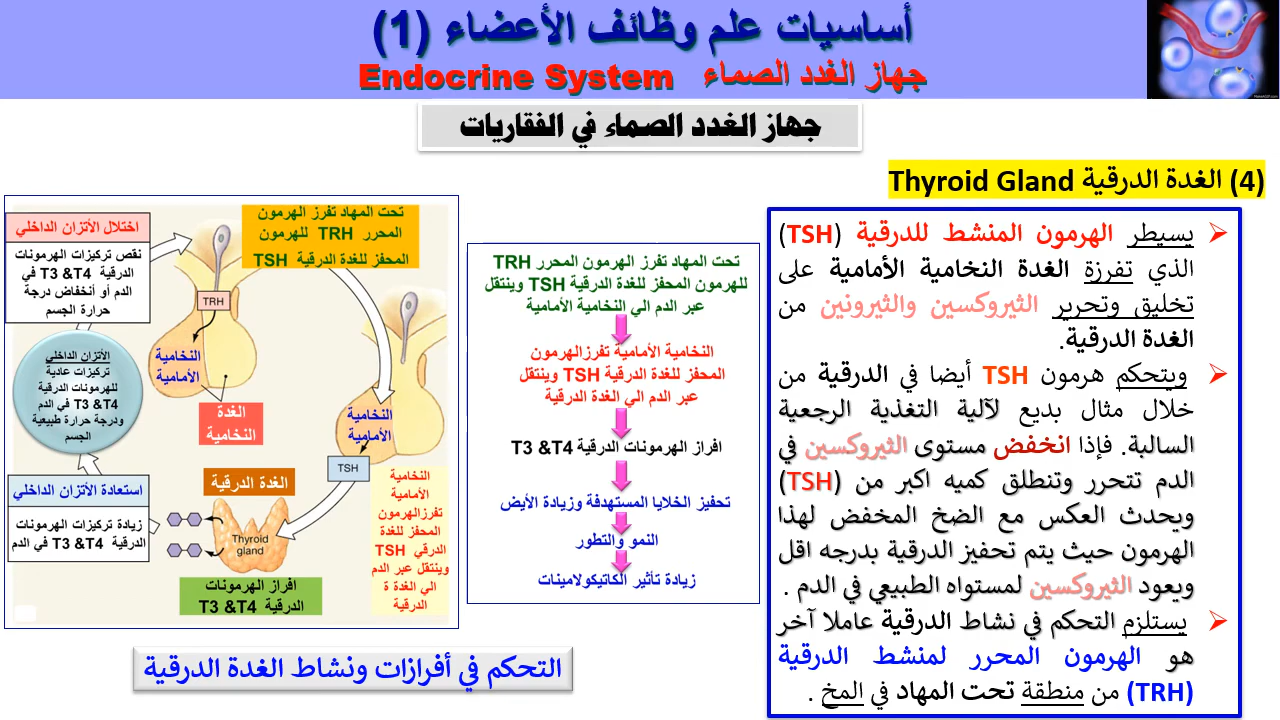 أساسيات علم وظائف الأعضاء (1)
جهاز الغدد الصماء Endocrine System
جهاز الغدد الصماء في الفقاريات
(4) الغدة الدرقية Thyroid Gland
يسيطر الهرمون المنشط للدرقية (TSH)
الذي تفرزة الغدة النخامية الأمامية على
تخليق وتحرير الثيروكسين والثيرونين من
الغدة الدرقية.
ويتحكم هرمون TSH أيضا في الدرقية من
خلال مثال بديع لآلية التغذية الرجعية
السالبة. فإذا انخفض مستوى الثيروكسين في
الدم تتحرر وتنطلق كميه اكبر من (TSH)
ويحدث العكس مع الضخ المخفض لهذا
الهرمون حيث يتم تحفيز الدرقية بدرجه اقل
ويعود الثيروكسين لمستواه الطبيعي في الدم .
يستلزم التحكم في نشاط الدرقية عاملا آخر
هو الهرمون المحرر لمنشط الدرقية
(TRH) من منطقة تحت المهاد في المخ .
تحت المهاد تفرز الهرمون المحرر TRH
للهرمون المحفز للغدة الدرقية TSH وينتقل
عبر الدم الي النخامية الأمامية
النخامية الأمامية تفرزالهرمون
المحفز للغدة الدرقية TSH وينتقل
عبر الدم الي الغدة الدرقية
افراز الهرمونات الدرقية T3 &T4
تحفيز الخلايا المستهدفة وزيادة الأيض
النمو والتطور
زيادة تأثير الكاتيكولامينات
تحت المهاد تفرز الهرمون
المحرر TRH للهرمون
المحفز للغدة الدرقية TSH
اختلال الأتزان الداخلي
نقص تركيزات الهرمونات
الدرقية T3 &T4 في
الدم أو أنخفاض درجة
حرارة الجسم
TRH
النخامية
الأمامية
الأتزان الداخلي
تركيزات عادية
للهرمونات الدرقية
T3 &T4 في الدم
ودرجة حرارة طبيعية
الجسم
الغدة
النخامية
النخامية
الأمامية
TSH
استعادة الأتزان الداخلي
زيادة تركيزات الهرمونات
الدرقية T3 &T4 في الدم
الغدة الدرقية
Thyroid
gland
النخامية
الأمامية
تفرزالهرمون
المحفز للغدة
الدرقي TSH
وينتقل عبر الدم
الي الغدة ة
الدرقية
افراز الهرمونات
الدرقية T3 &T4
التحكم في أفرازات ونشاط الغدة الدرقية